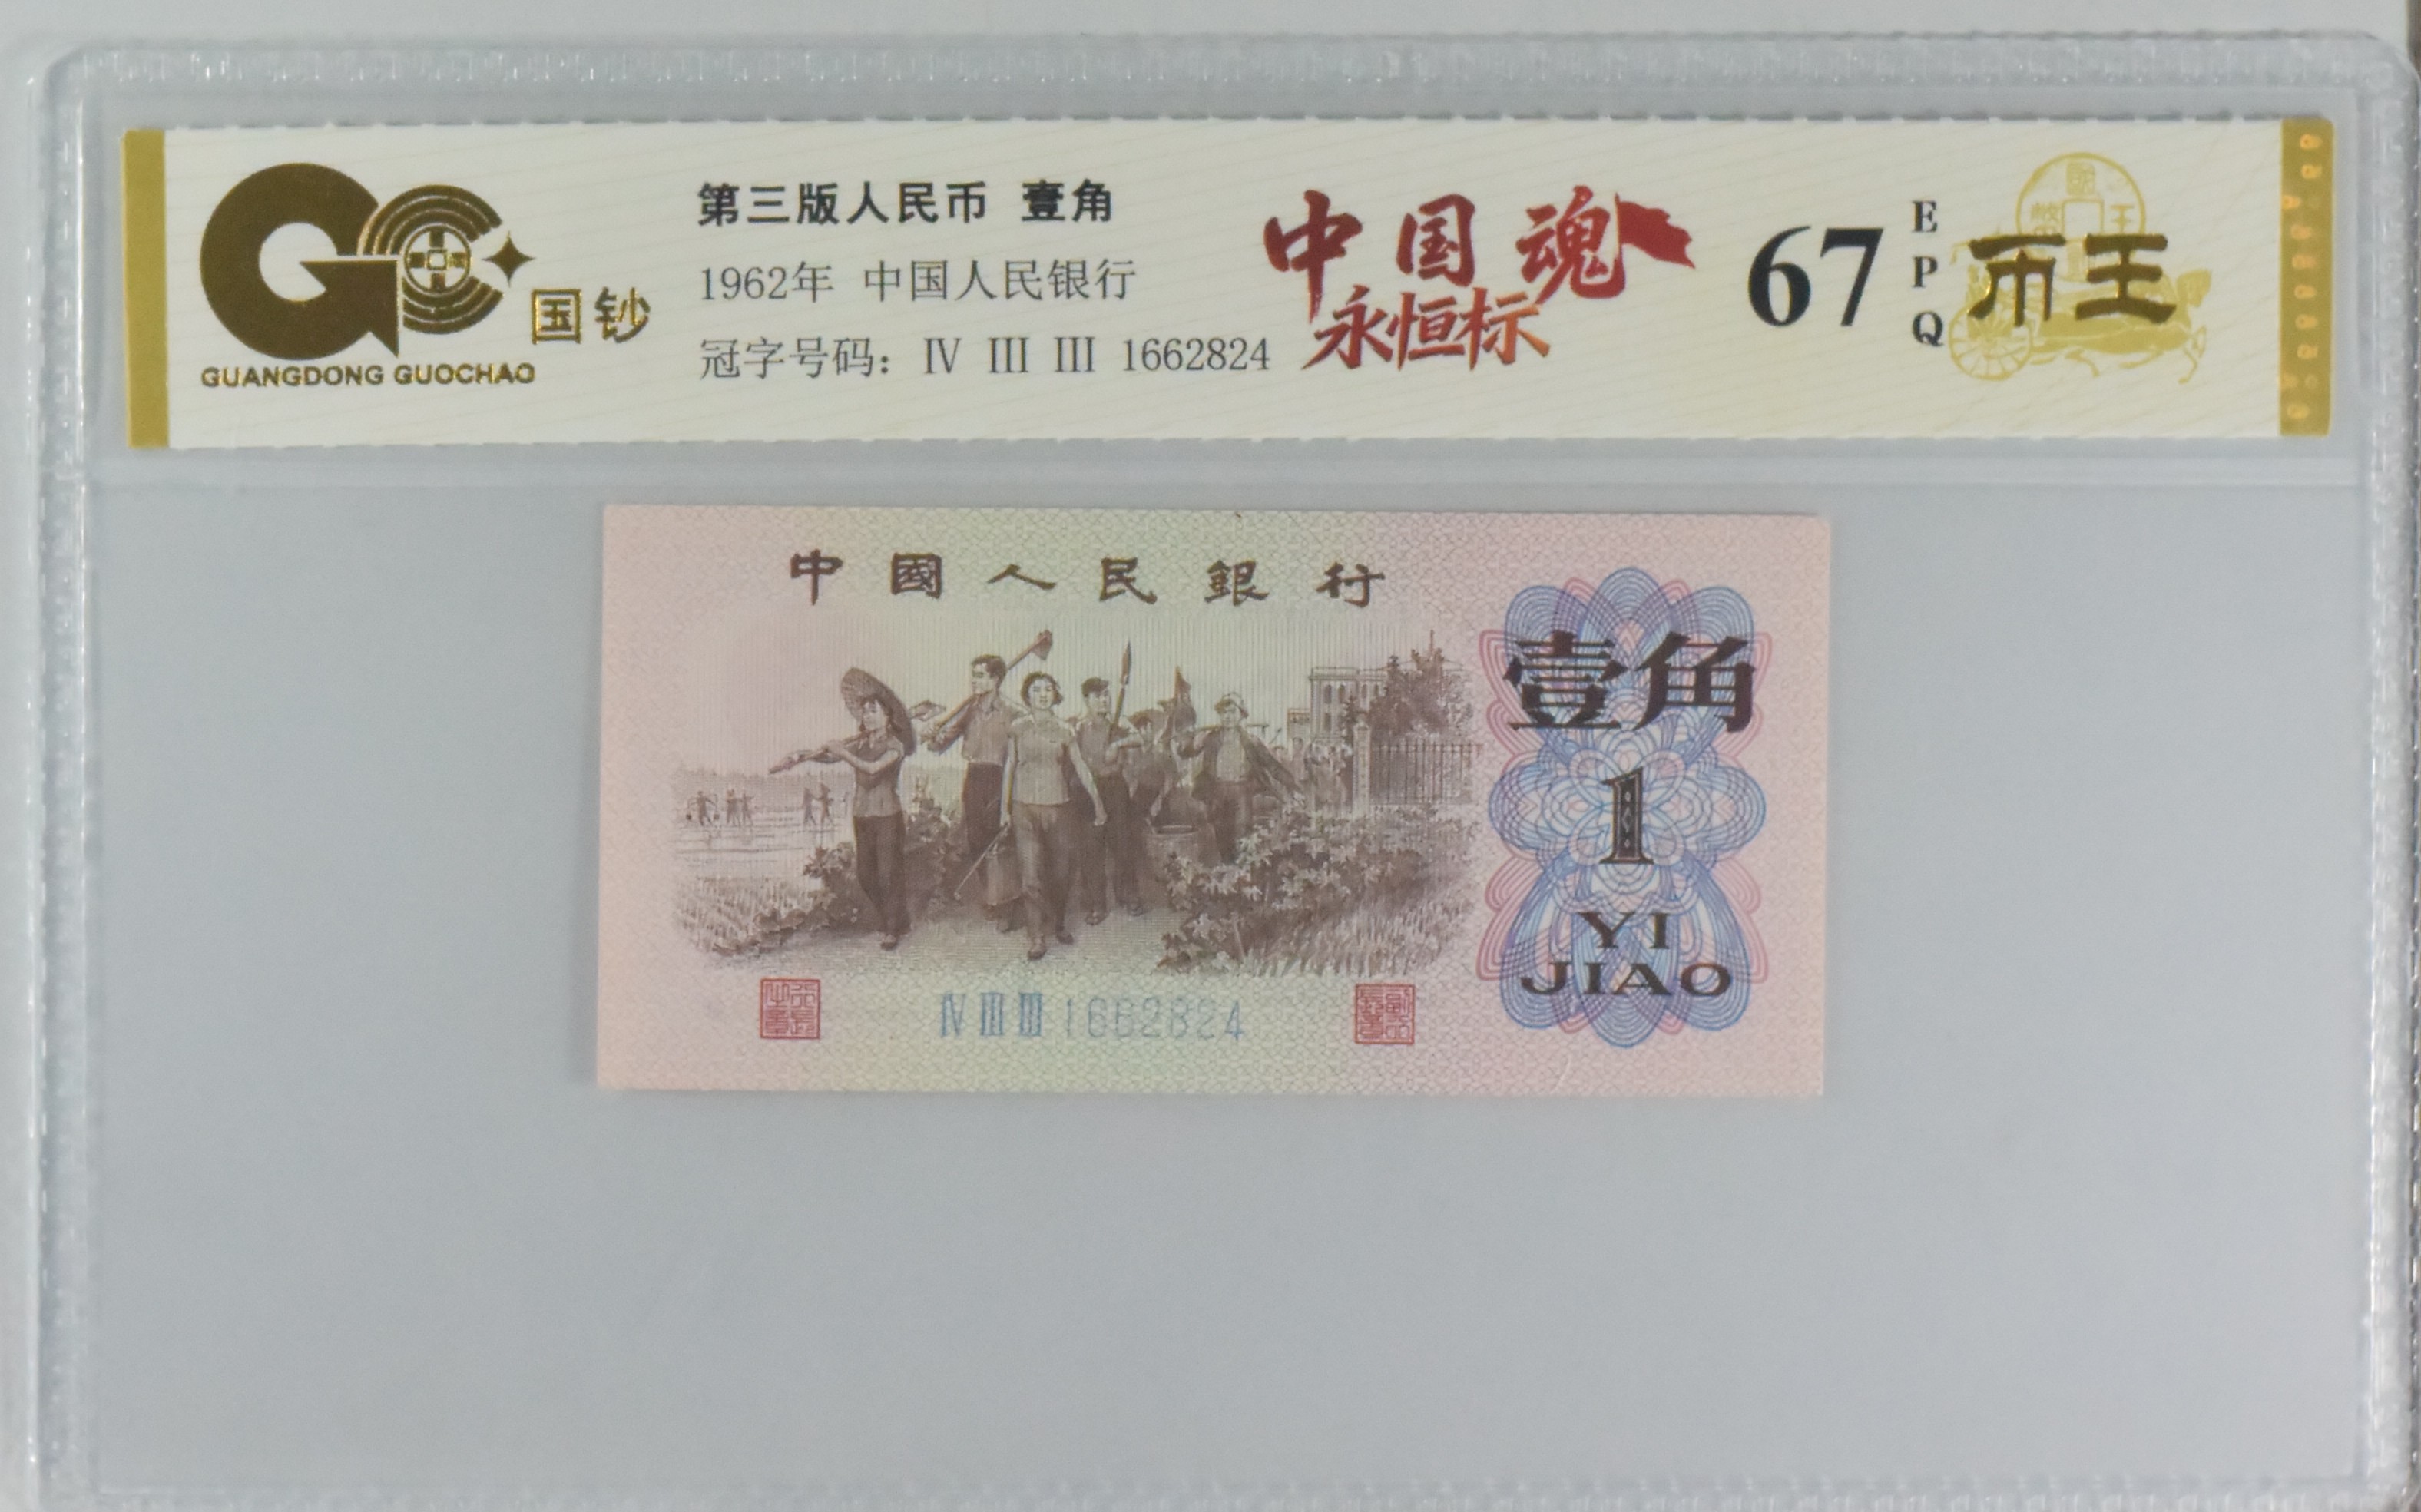 GC 国钞
GUANGDONG GUOCHAO
第三版人民币 壹角
1962年 中国人民银行
冠字号码: Ⅳ Ⅲ Ⅲ 1662824
中国魂
永恒标
67
EPQ
币王
中國人民銀行
壹角
1
YI
JIAO
Ⅳ Ⅲ Ⅲ 1662824